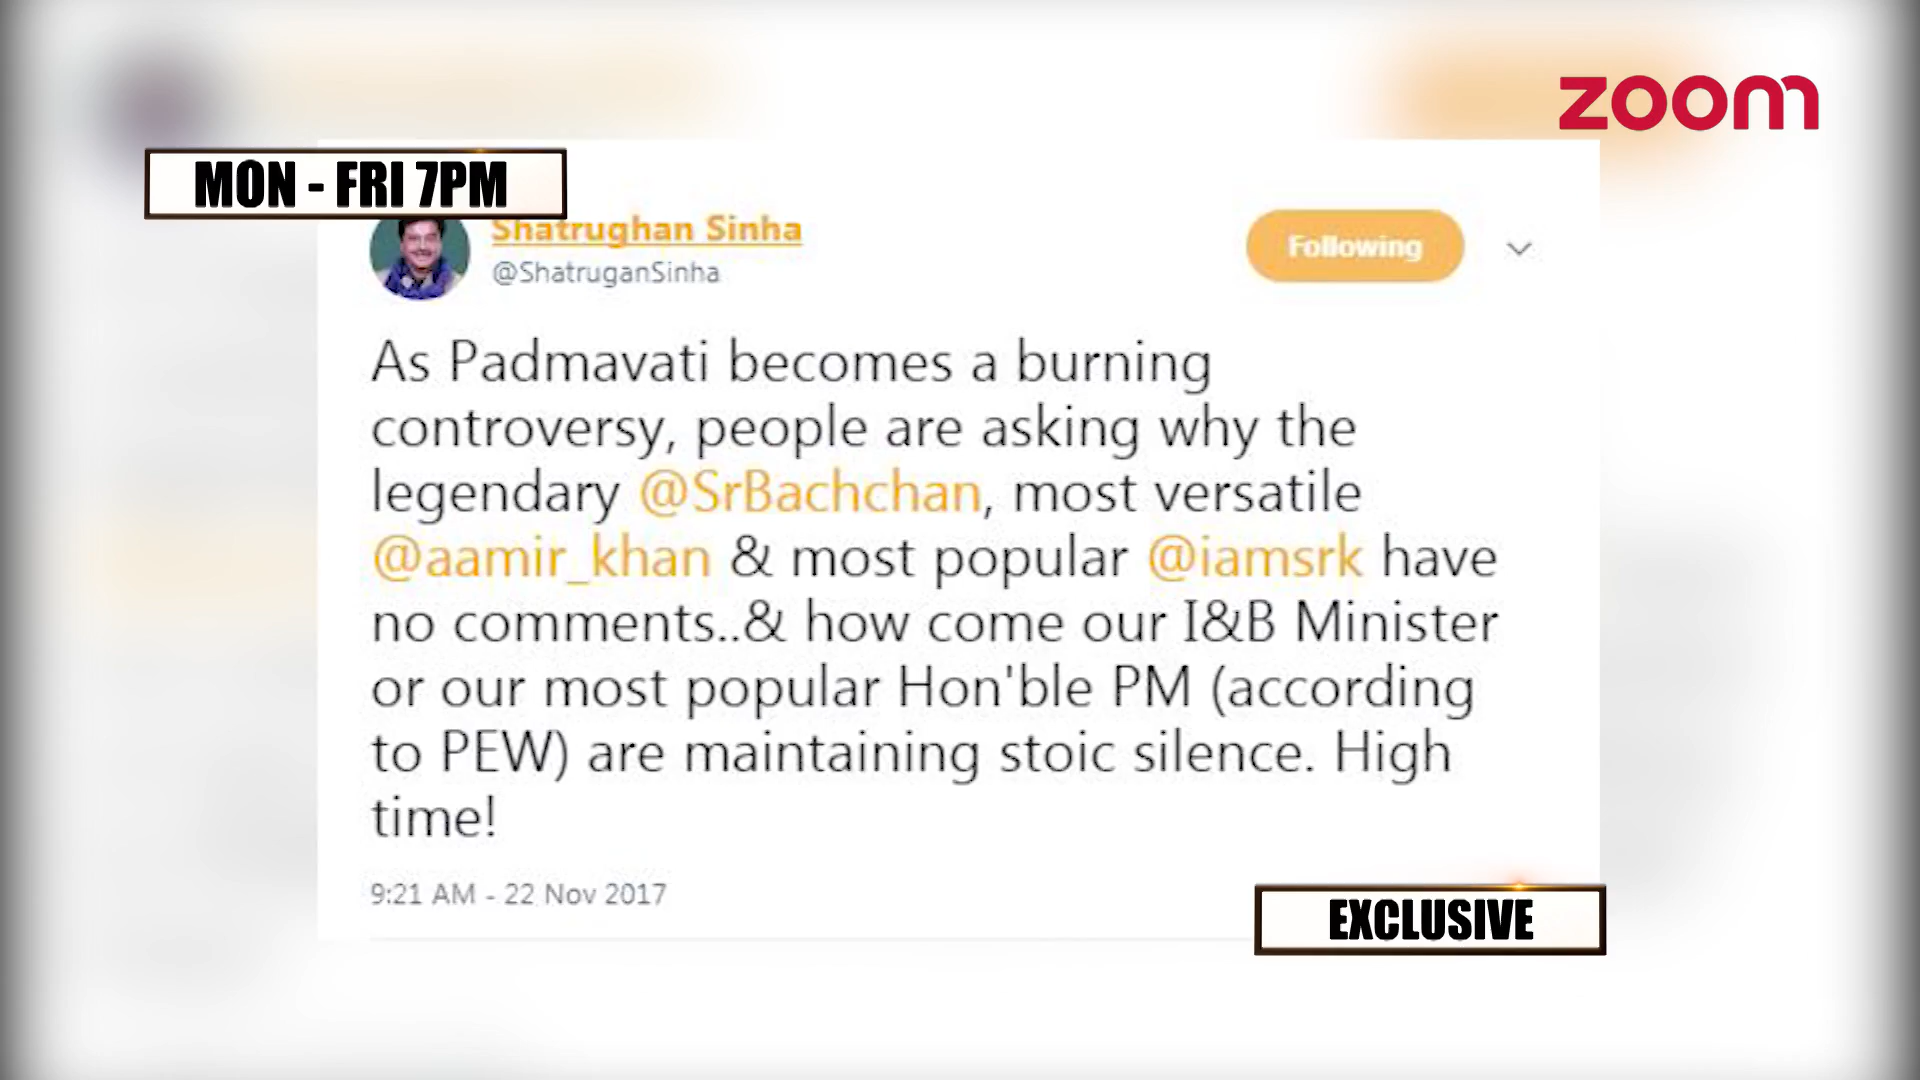 zoom
MON - FRI 7PM
Shatrughan Sinha
@ShatruganSinha
Following
As Padmavati becomes a burning
controversy, people are asking why the
legendary @SrBachchan, most versatile
@aamir_khan & most popular @iamsrk have
no comments..& how come our I&B Minister
or our most popular Hon'ble PM (according
to PEW) are maintaining stoic silence. High
time!
9:21 AM - 22 Nov 2017
EXCLUSIVE